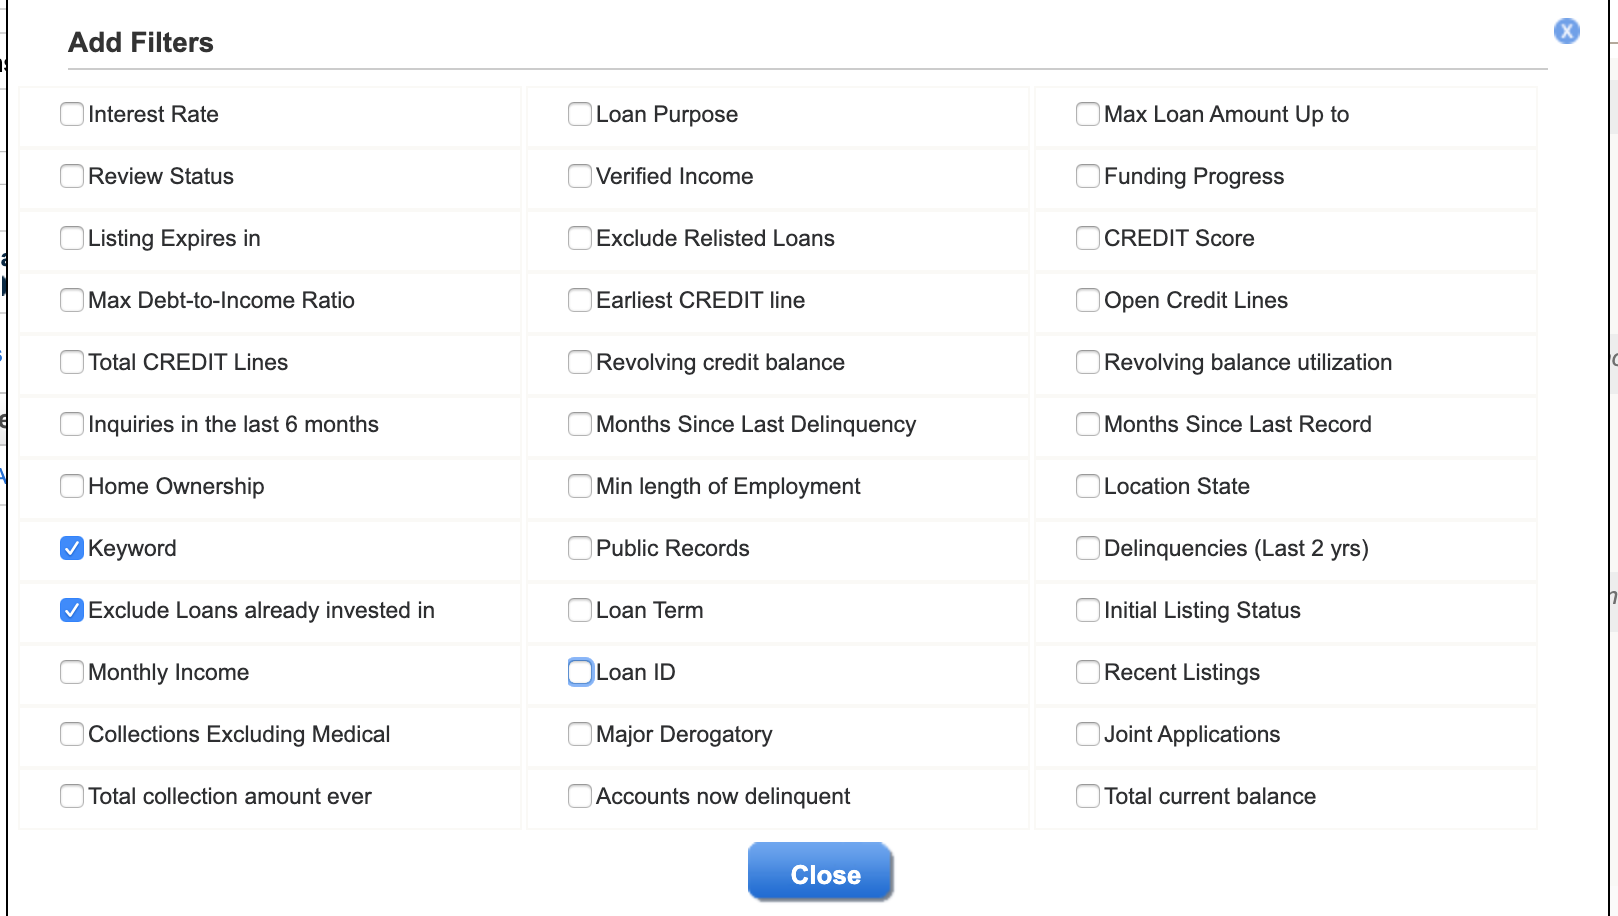 Add Filters
X
Interest Rate
Loan Purpose
Max Loan Amount Up to
Review Status
Verified Income
Funding Progress
Listing Expires in
Exclude Relisted Loans
CREDIT Score
Max Debt-to-Income Ratio
Earliest CREDIT line
Open Credit Lines
Total CREDIT Lines
Revolving credit balance
Revolving balance utilization
Inquiries in the last 6 months
Months Since Last Delinquency
Months Since Last Record
Home Ownership
Min length of Employment
Location State
Keyword
Public Records
Delinquencies (Last 2 yrs)
Exclude Loans already invested in
Loan Term
Initial Listing Status
Monthly Income
Loan ID
Recent Listings
Collections Excluding Medical
Major Derogatory
Joint Applications
Total collection amount ever
Accounts now delinquent
Total current balance
Close